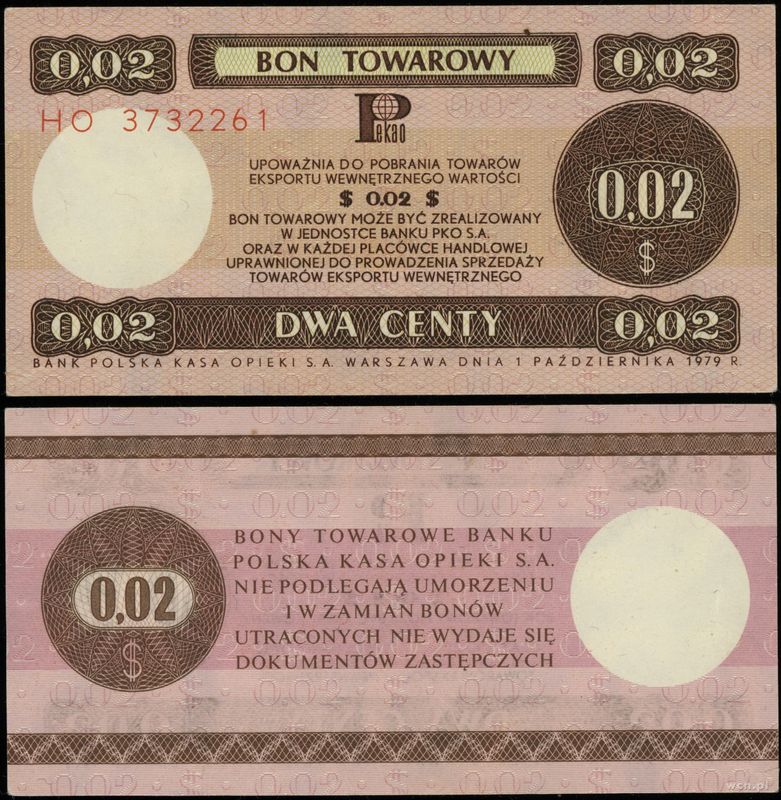 0,02 BON TOWAROWY 0,02
HO 3732261
Pekao
UPOWAŻNIA DO POBRANIA TOWARÓW
EKSPORTU WEWNĘTRZNEGO WARTOŚCI
$ 0.02 $
BON TOWAROWY MOŻE BYĆ ZREALIZOWANY
W JEDNOSTCE BANKU PKO S.A.
ORAZ W KAŻDEJ PLACÓWCE HANDLOWEJ
UPRAWNIONEJ DO PROWADZENIA SPRZEDAŻY
TOWARÓW EKSPORTU WEWNĘTRZNEGO
0,02
$
0,02 DWA CENTY 0,02
BANK POLSKA KASA OPIEKI S.A. WARSZAWA DNIA 1 PAŹDZIERNIKA 1979 R.
0,02
$
BONY TOWAROWE BANKU
POLSKA KASA OPIEKI S.A.
NIE PODLEGAJĄ UMORZENIU
I W ZAMIAN BONÓW
UTRACONYCH NIE WYDAJE SIĘ
DOKUMENTÓW ZASTĘPCZYCH
wcn.pl